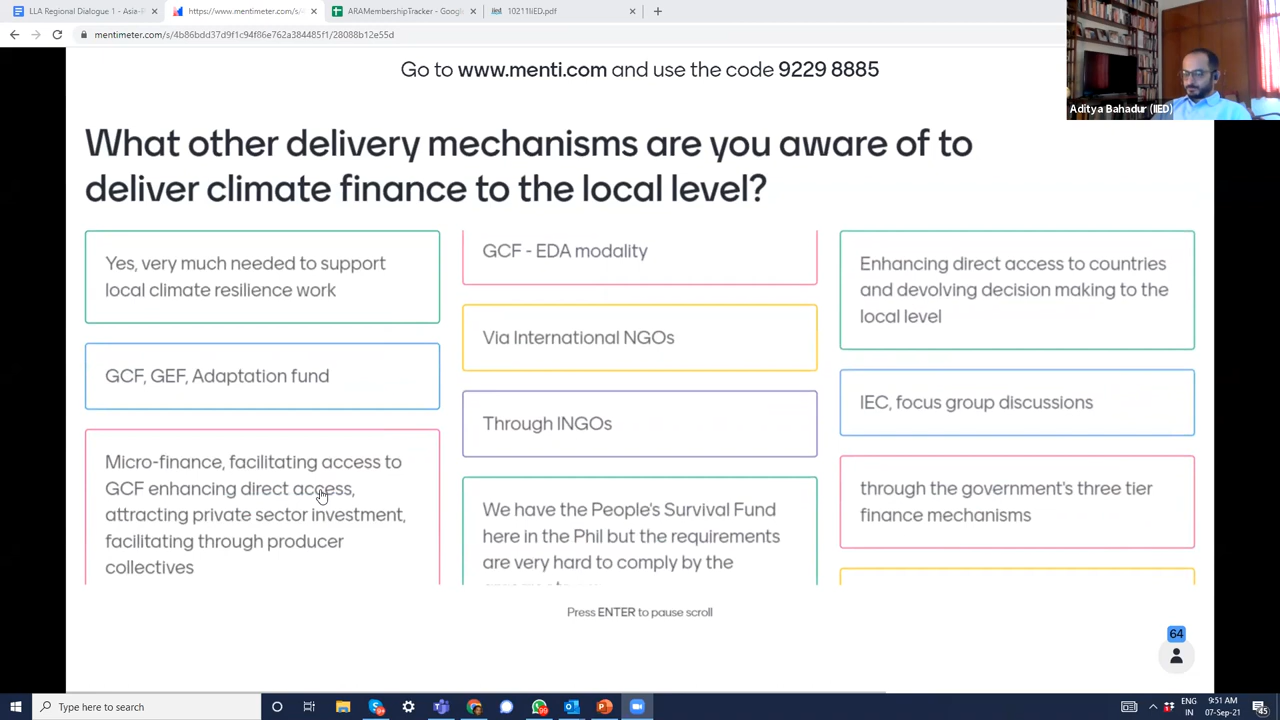 LLA Regional Dialogue 1 - Asia-P
https://www.mentimeter.com/s/4
ARAMembershipTracker - Google
10211IIED.pdf
mentimeter.com/s/4b86bdd37d9f1c94f86e762a384485f1/28088b12e55d
Go to www.menti.com and use the code 9229 8885
Aditya Bahadur (IIED)
What other delivery mechanisms are you aware of to
deliver climate finance to the local level?
Yes, very much needed to support
local climate resilience work
GCF, GEF, Adaptation fund
Micro-finance, facilitating access to
GCF enhancing direct access,
attracting private sector investment,
facilitating through producer
collectives
GCF - EDA modality
Via International NGOs
Through INGOs
We have the People's Survival Fund
here in the Phil but the requirements
are very hard to comply by the
Enhancing direct access to countries
and devolving decision making to the
local level
IEC, focus group discussions
through the government's three tier
finance mechanisms
Press ENTER to pause scroll
64
Type here to search
ENG
IN
9:51 AM
07-Sep-21
45